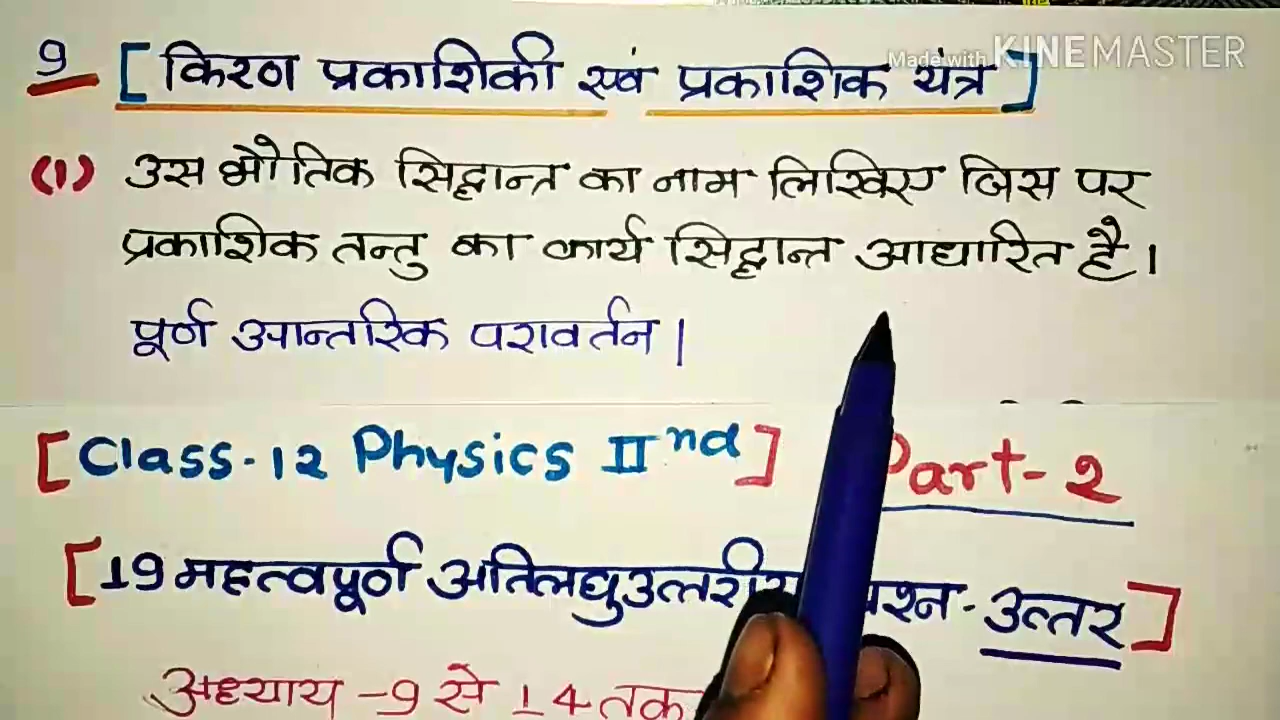 9 [किरण प्रकाशिकी एवं प्रकाशिक यंत्र]
Made with KINEMASTER
(1) उस भौतिक सिद्धान्त का नाम लिखिए जिस पर
प्रकाशिक तन्तु का कार्य सिद्धान्त आधारित है।
पूर्ण आन्तरिक परावर्तन।
[Class-12 Physics IInd] Part-2
[19 महत्वपूर्ण अतिलघुउत्तरीय प्रश्न-उत्तर]
अध्याय -9 से 14 तक